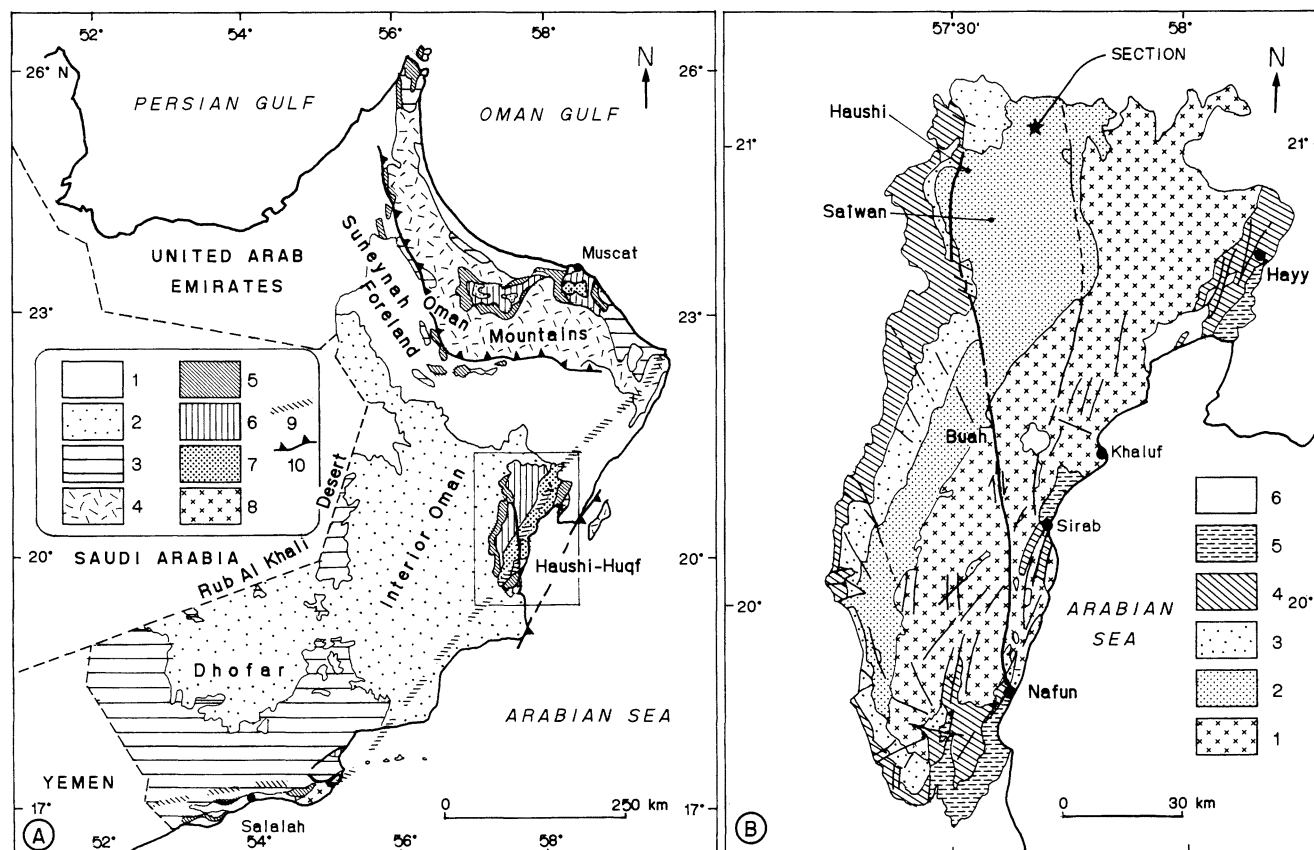 52°
54°
56°
58°
26° N
PERSIAN GULF
OMAN GULF
N
UNITED ARAB
EMIRATES
Suneynah
Foreland
Oman
Mountains
Muscat
23°
1
2
3
4
5
6
7
8
9
10
SAUDI ARABIA
Rub Al Khali Desert
Interior Oman
Haushi-Huqf
20°
Dhofar
ARABIAN SEA
YEMEN
17°
Salalah
0 250 km
A
52°
54°
56°
58°
57°30
58°
26°
SECTION
N
Haushi
21°
21°
Saiwan
Hayy
23°
Buah
Khaluf
Sirab
20°
20°
20°
ARABIAN
SEA
Nafun
6
5
4
3
2
1
0 30 km
17°
B